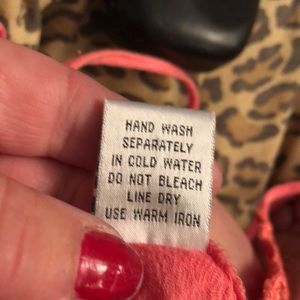 HAND WASH
SEPARATELY
IN COLD WATER
DO NOT BLEACH
LINE DRY
USE WARM IRON